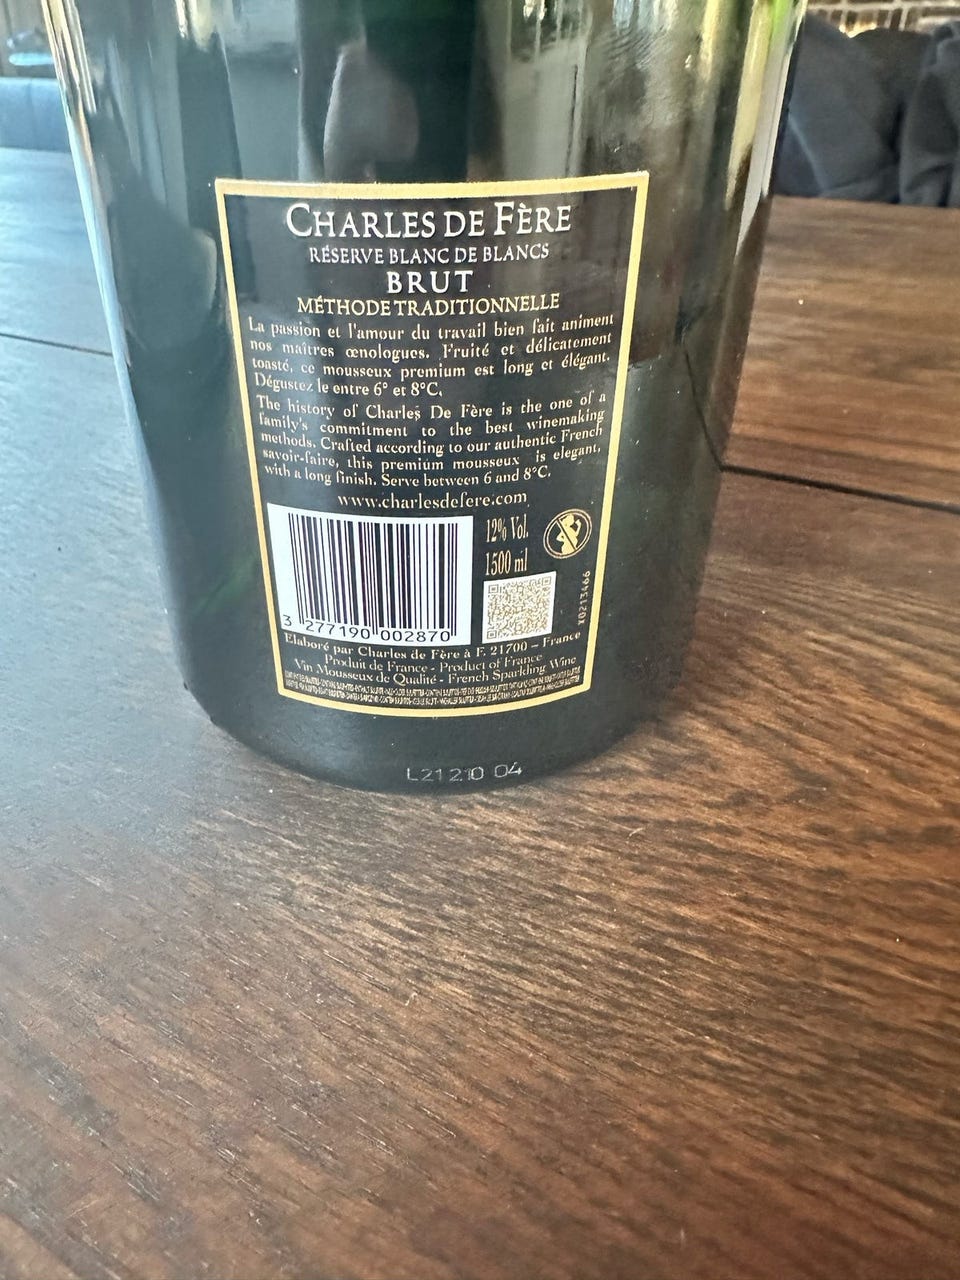 CHARLES DE FÈRE
RÉSERVE BLANC DE BLANCS
BRUT
MÉTHODE TRADITIONNELLE
La passion et l'amour du travail bien fait animent
nos maîtres œnologues. Fruité et délicatement
toasté, ce mousseux premium est long et élégant.
Dégustez le entre 6° et 8°C.
The history of Charles De Fère is the one of a
family's commitment to the best winemaking
methods. Crafted according to our authentic French
savoir-faire, this premium mousseux is elegant,
with a long finish. Serve between 6 and 8°C.
www.charlesdefere.com
12% Vol.
1500 ml
X0213466
3 277190 002870
Elaboré par Charles de Fère à F. 21700 – France
Produit de France - Product of France
Vin Mousseux de Qualité - French Sparkling Wine
L21210 04